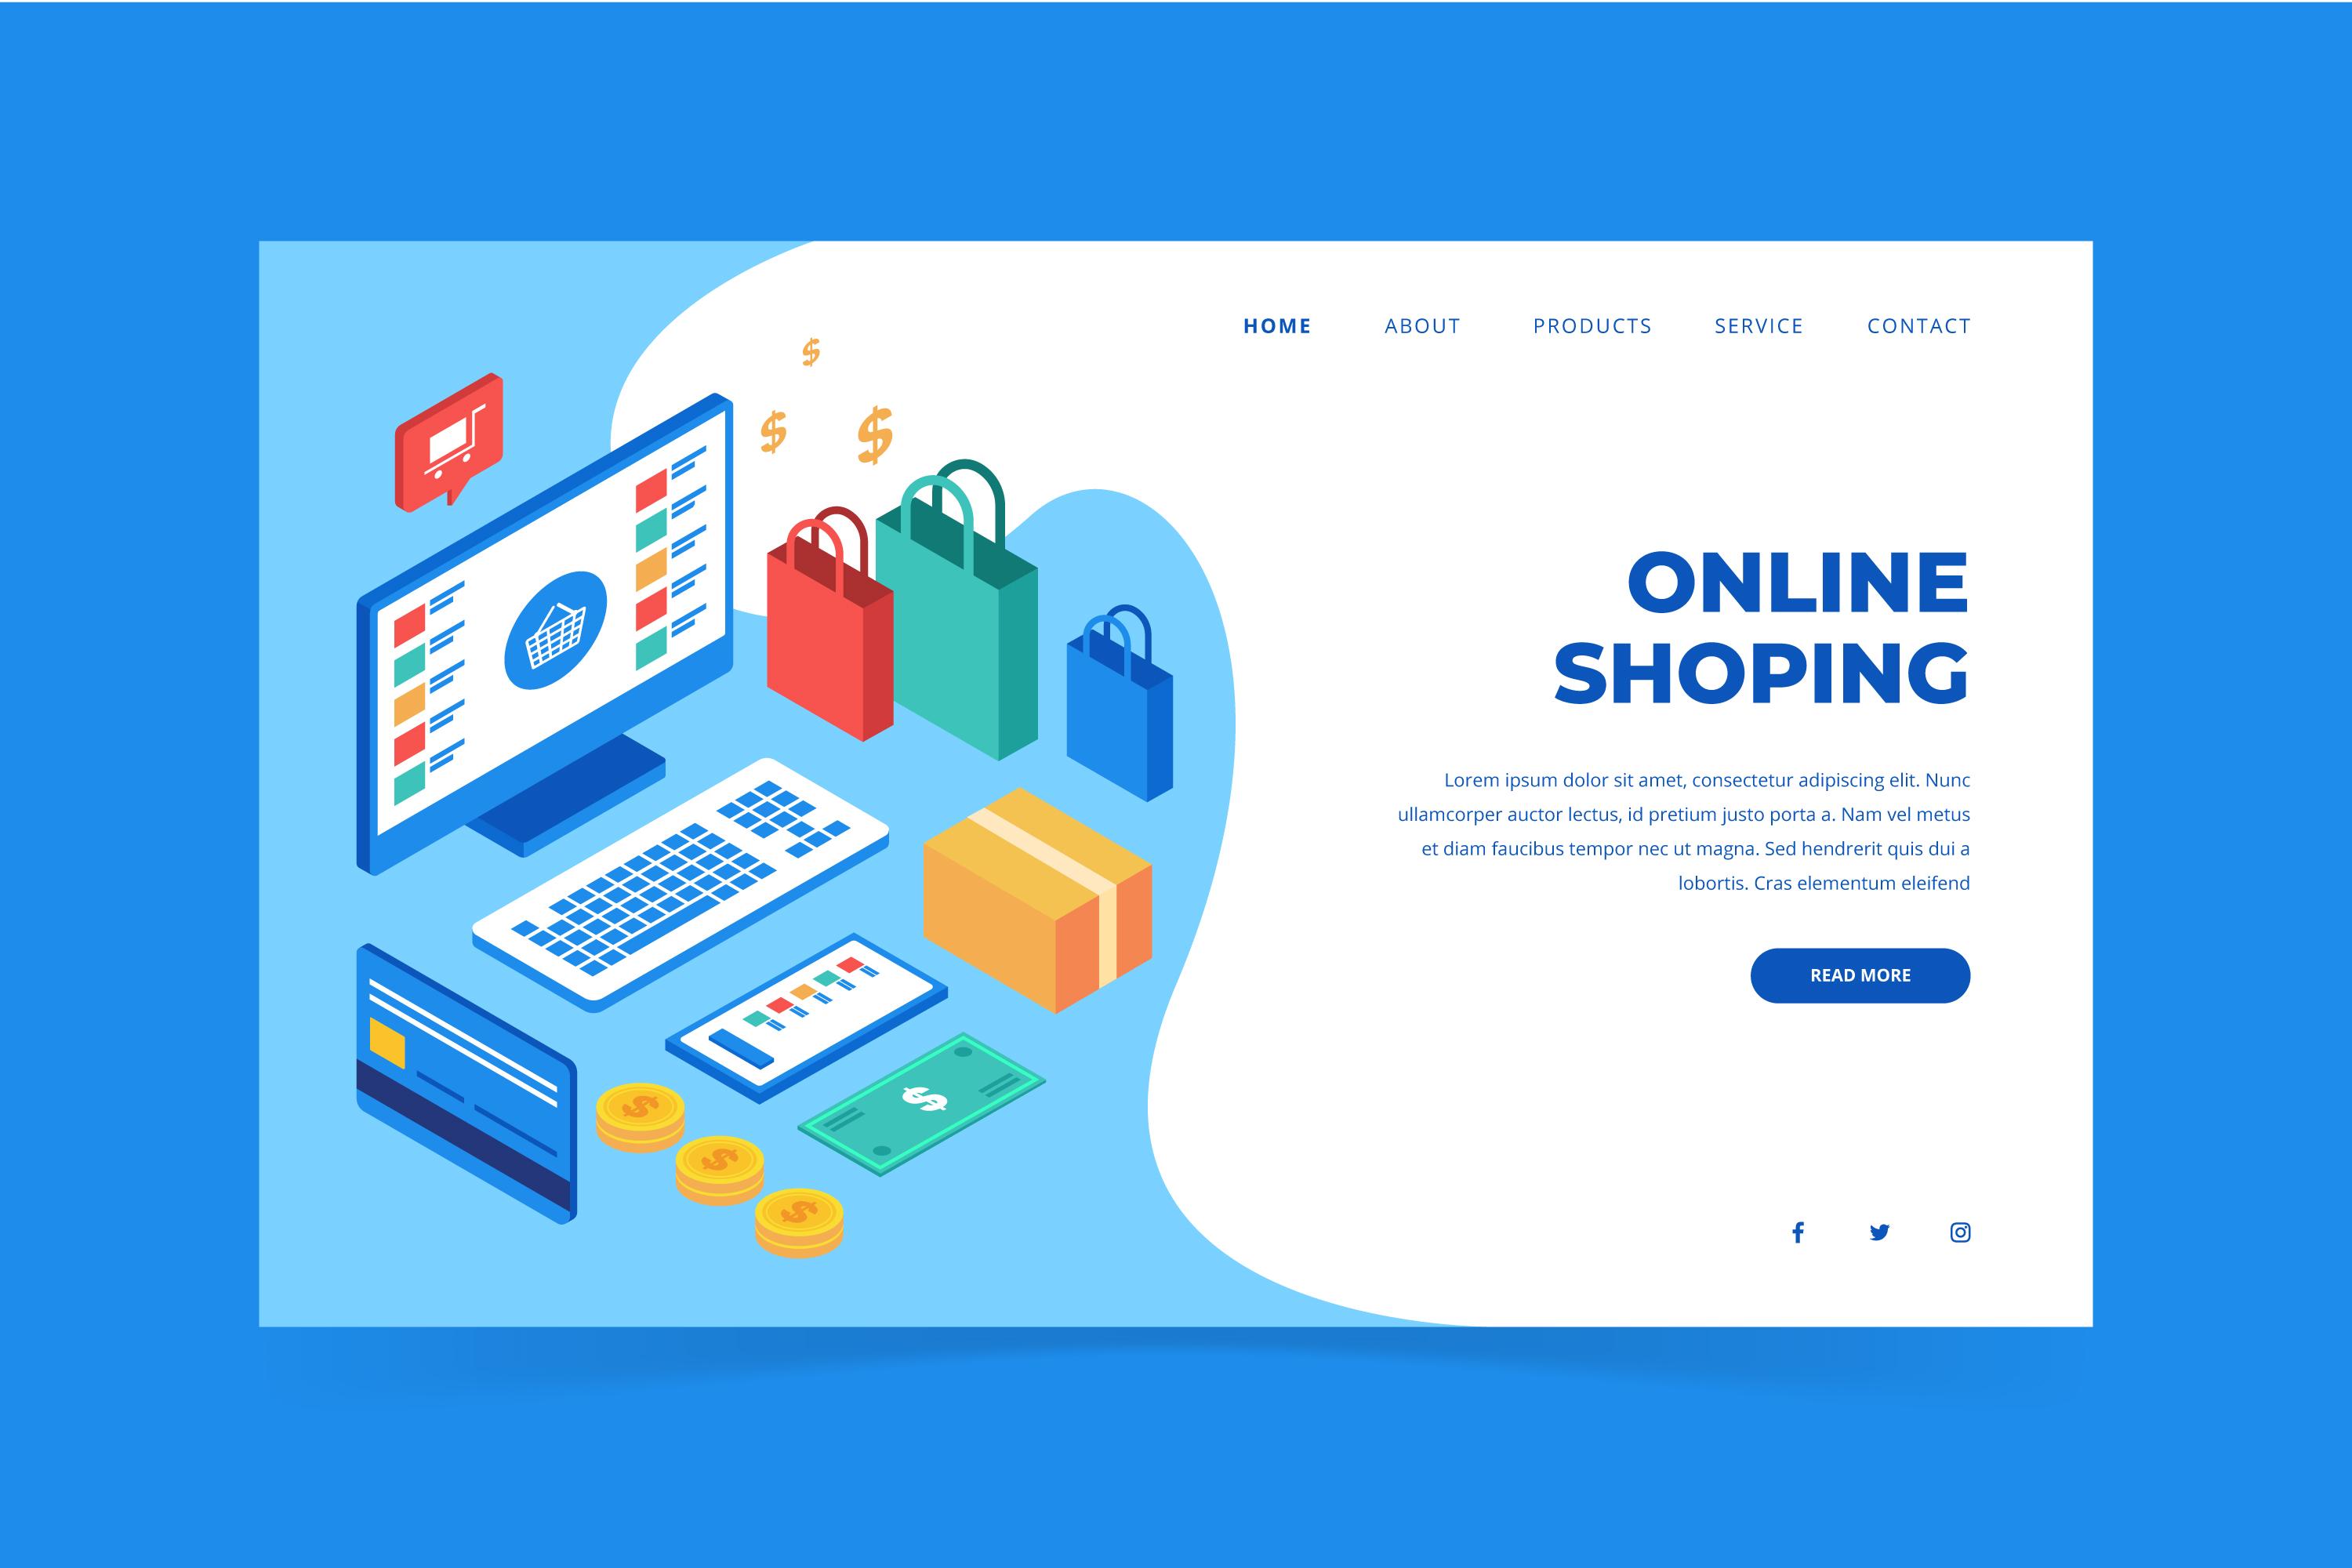 HOME ABOUT PRODUCTS SERVICE CONTACT
$
$ $
ONLINE
SHOPING
Lorem ipsum dolor sit amet, consectetur adipiscing elit. Nunc
ullamcorper auctor lectus, id pretium justo porta a. Nam vel metus
et diam faucibus tempor nec ut magna. Sed hendrerit quis dui a
lobortis. Cras elementum eleifend
READ MORE
$
$
$
$